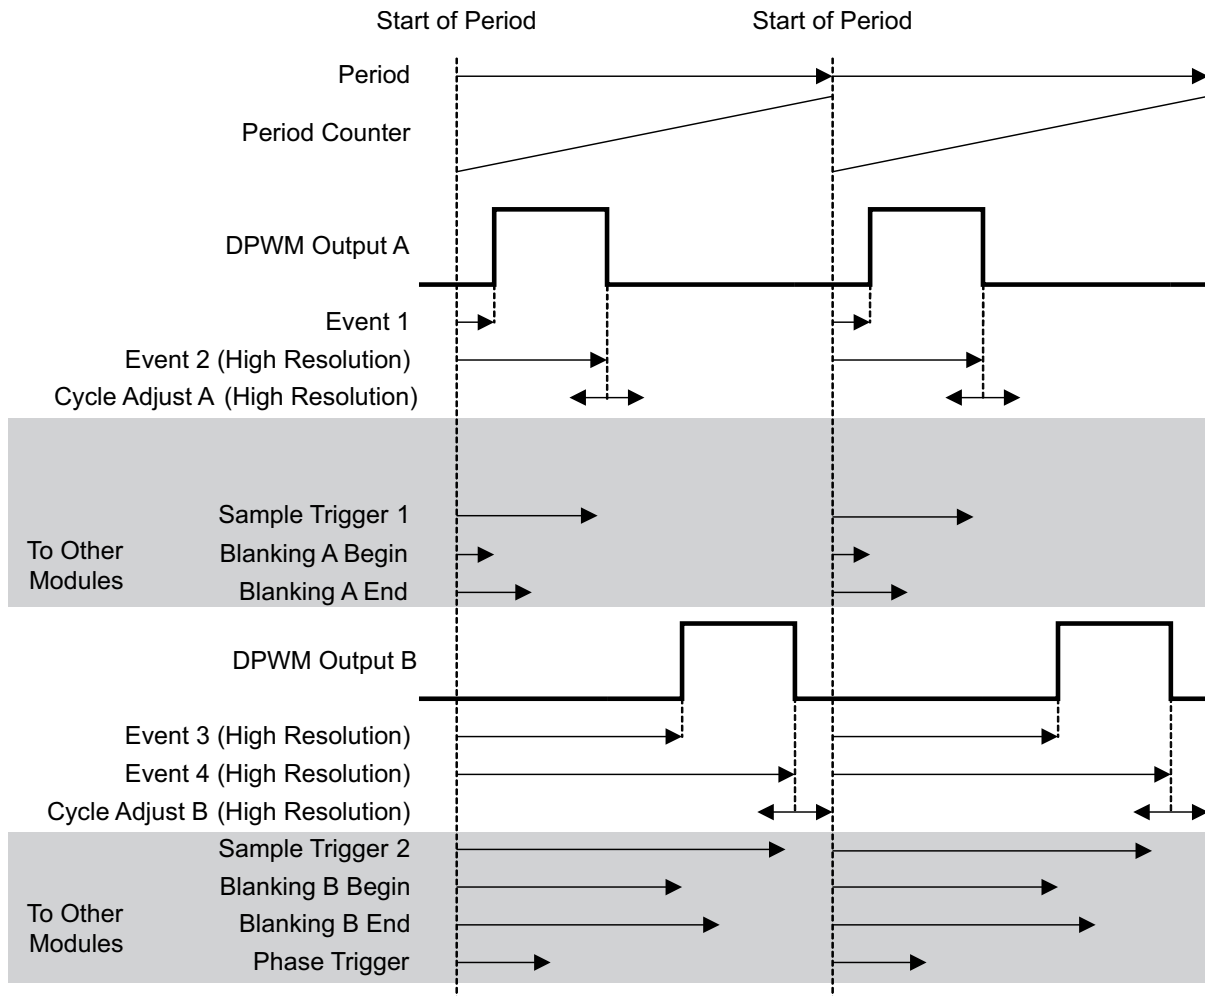 Start of Period
Start of Period
Period
Period Counter
DPWM Output A
Event 1
Event 2 (High Resolution)
Cycle Adjust A (High Resolution)
To Other
Modules
Sample Trigger 1
Blanking A Begin
Blanking A End
DPWM Output B
Event 3 (High Resolution)
Event 4 (High Resolution)
Cycle Adjust B (High Resolution)
To Other
Modules
Sample Trigger 2
Blanking B Begin
Blanking B End
Phase Trigger